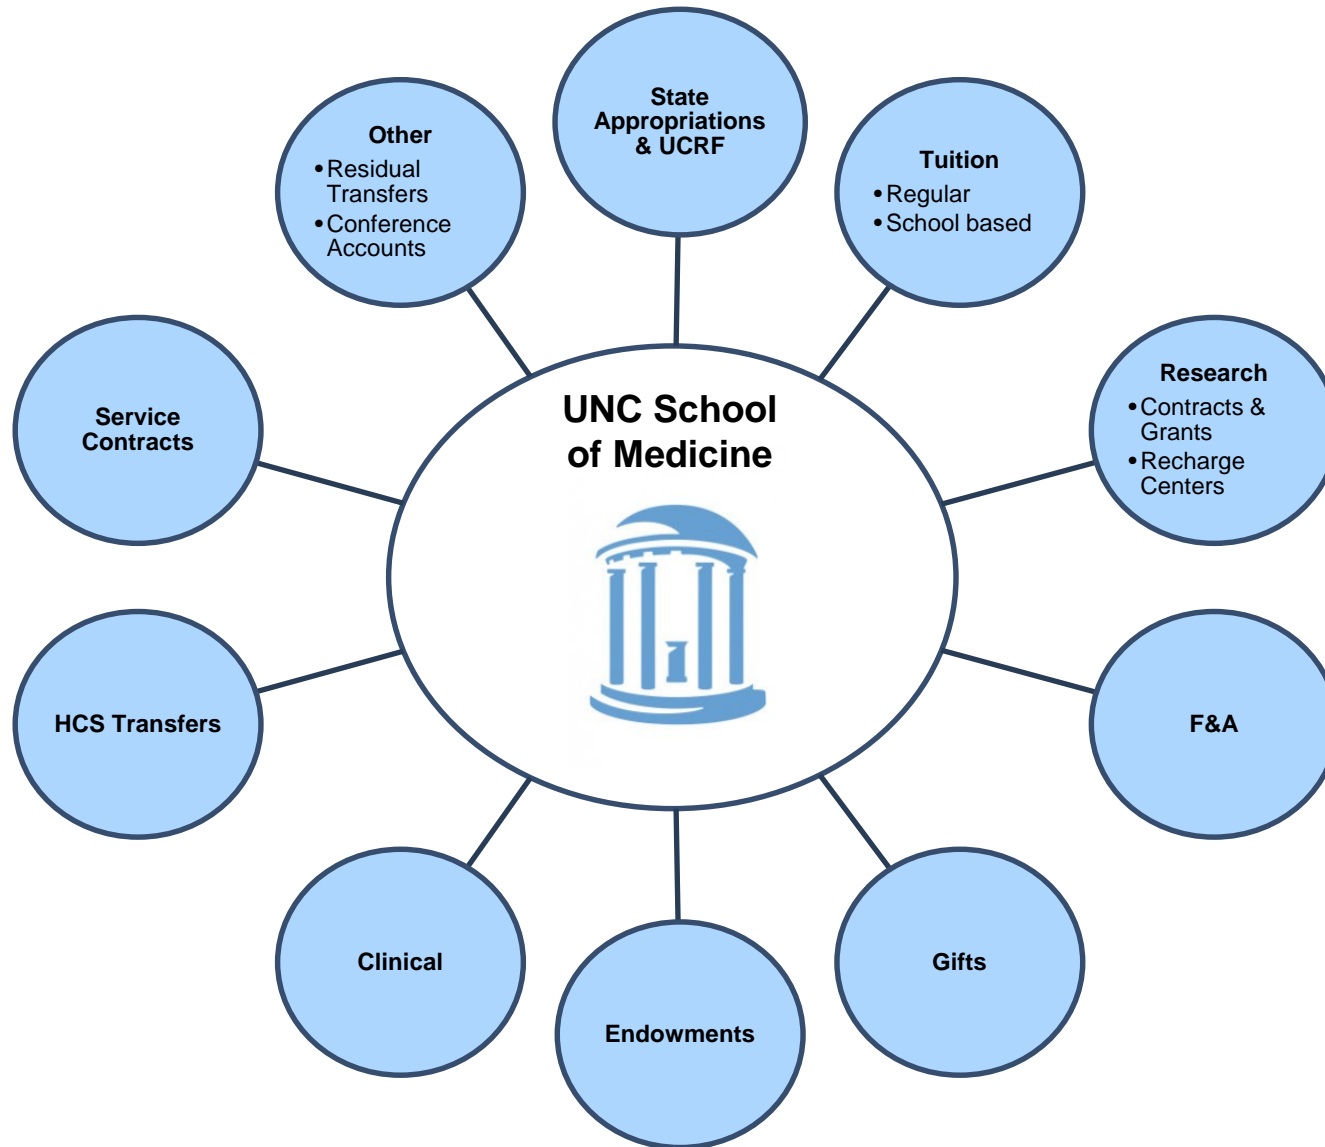 State
Appropriations
& UCRF
Other
•Residual
Transfers
•Conference
Accounts
Tuition
•Regular
•School based
Research
•Contracts &
Grants
•Recharge
Centers
UNC School
of Medicine
Service
Contracts
HCS Transfers
F&A
Clinical
Gifts
Endowments